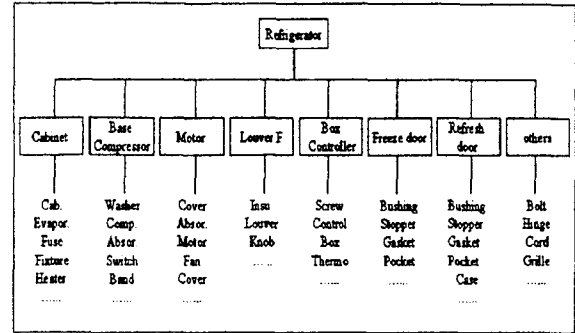 Refrigerator
Cabinet
Base
Compressor
Motor
Louver F
Box
Controller
Freeze door
Refresh
door
others
Cab.
Evapor.
Fuse
Fixture
Heater
......
Washer
Comp.
Absor.
Switch
Band
......
Cover
Absor.
Motor
Fan
Cover
......
Insu
Louver
Knob
......
Screw
Control
Box
Thermo
......
Bushing
Stopper
Gasket
Pocket
......
Bushing
Stopper
Gasket
Pocket
Case
......
Bolt
Hinge
Cord
Grille
......